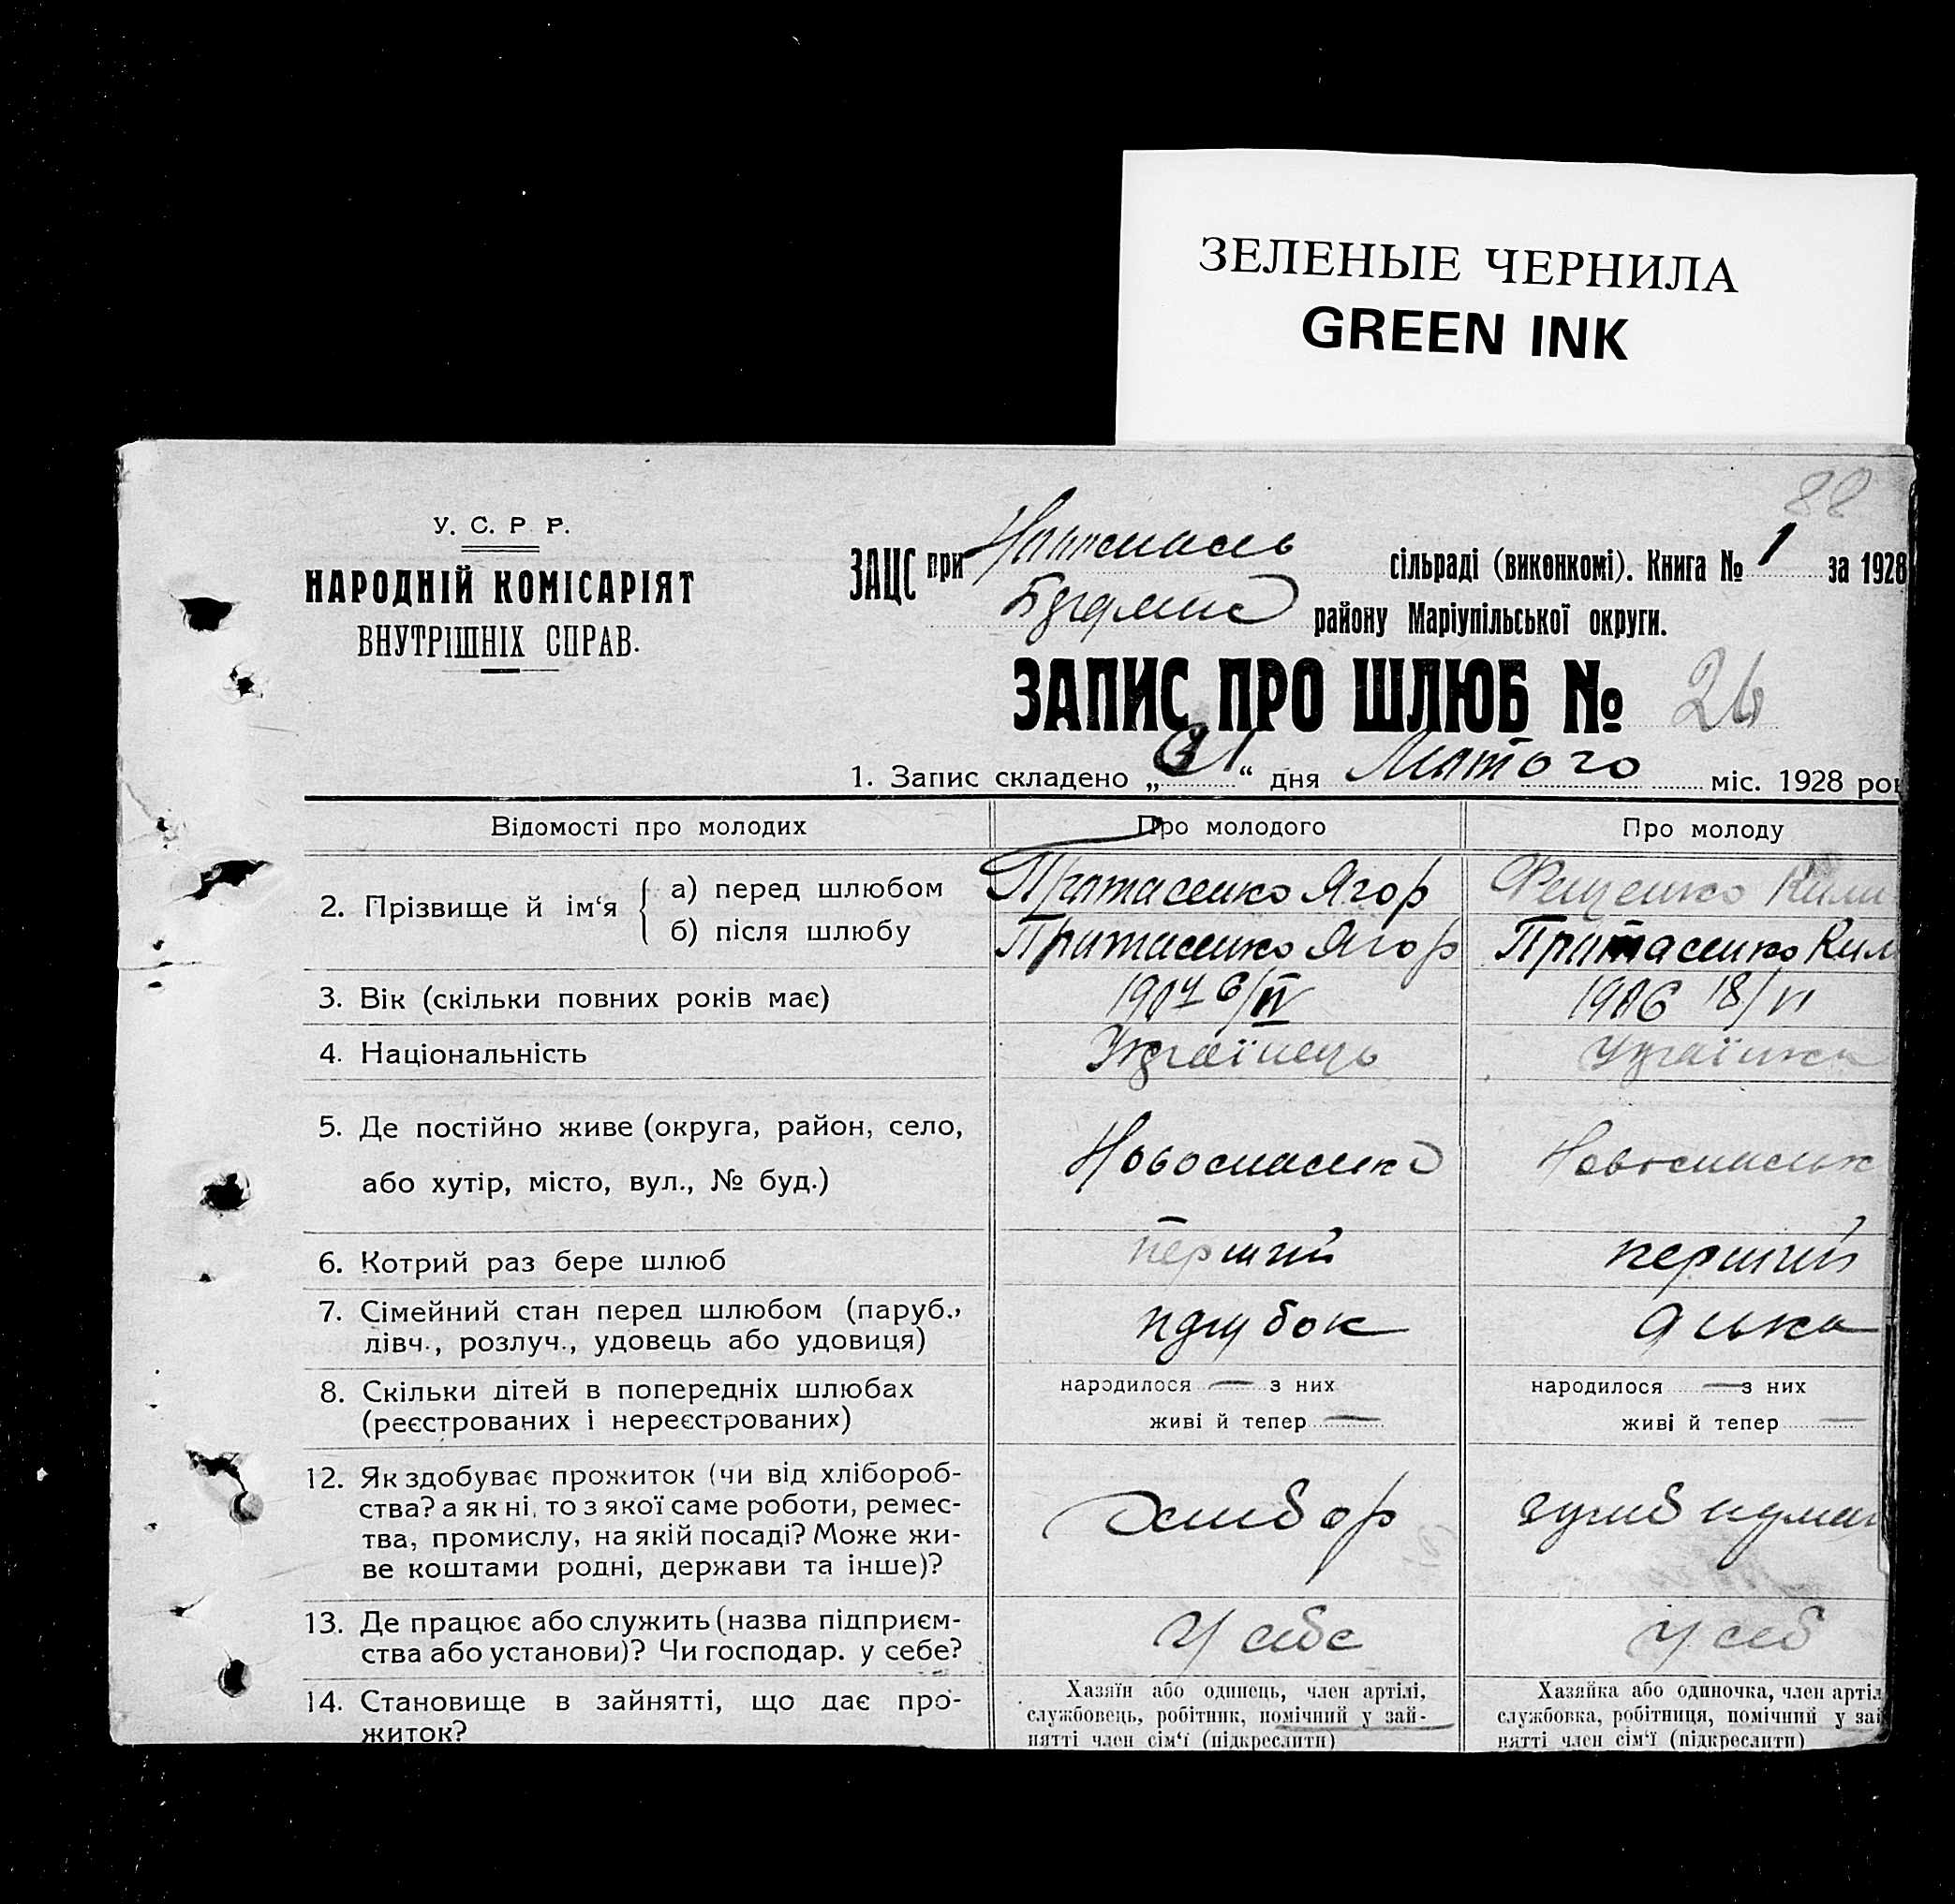 ЗЕЛЕНЫЕ ЧЕРНИЛА
GREEN INK
88
У. С. Р Р.
НАРОДНІЙ КОМІСАРІЯТ
ВНУТРІШНІХ СПРАВ.
ЗАЦС при сільраді (виконкомі). Книга № 1 за 1928
району Маріупільської округи.
ЗАПИС ПРО ШЛЮБ № 26
1. Запис складено „ “ дня Лютого міс. 1928 рок
Відомості про молодих
Про молодого
Про молоду
2. Прізвище й ім‘я
а) перед шлюбом
Протасенко Ягор
б) після шлюбу
Протасенко Ягор
Протасенко Кил
3. Вік (скільки повних років має)
1904 6/IV
1906 18/VI
4. Національність
Українець
Українка
5. Де постійно живе (округа, район, село,
або хутір, місто, вул., № буд.)
Новоспаська
Новоспаськ
6. Котрий раз бере шлюб
перший
перший
7. Сімейний стан перед шлюбом (паруб.,
дівч., розлуч., удовець або удовиця)
парубок
8. Скільки дітей в попередніх шлюбах
(реєстрованих і нереєстрованих)
народилося — з них
живі й тепер —
народилося — з них
живі й тепер —
12. Як здобуває прожиток (чи від хлібороб-
ства? а як ні, то з якої саме роботи, ремес-
тва, промислу, на якій посаді? Може жи-
ве коштами родні, держави та інше)?
хлибор
13. Де працює або служить (назва підприєм-
ства або установи)? Чи господар. у себе?
У себе
У себ
14. Становище в зайнятті, що дає про-
житок?
Хазяїн або одинець, член артілі,
службовець, робітник, помічний у зай-
нятті член сім‘ї (підкреслити)
Хазяйка або одиночка, член артіл
службовка, робітниця, помічний у зай
нятті член сім‘ї (підкреслити)